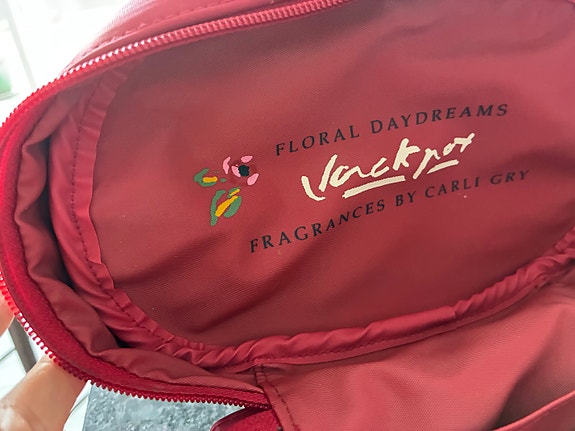 FLORAL DAYDREAMS
Jackpot
FRAGRANCES BY CARLI GRY